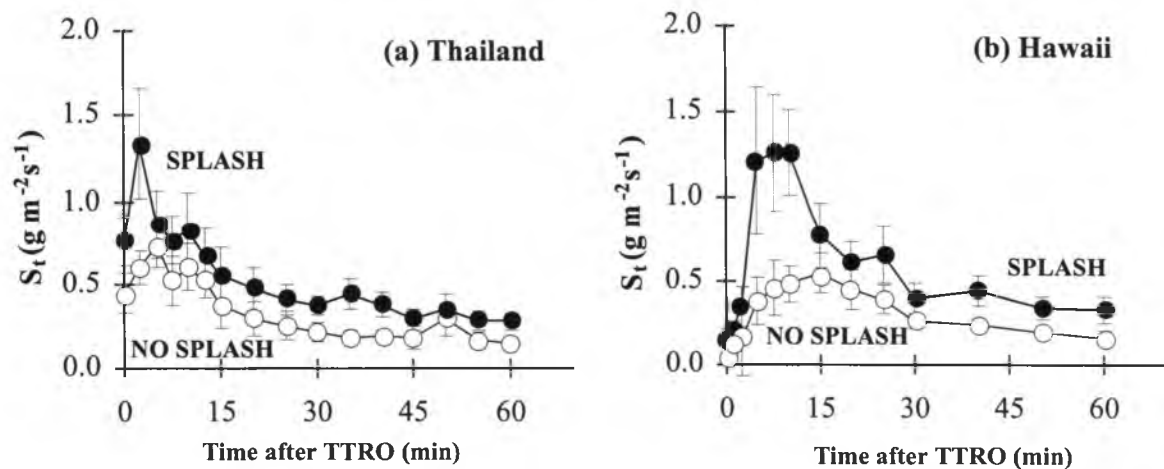 (a) Thailand
S_t (g m⁻²s⁻¹)
2.0
1.5
1.0
0.5
0.0
SPLASH
NO SPLASH
0 15 30 45 60
Time after TTRO (min)
(b) Hawaii
S_t (g m⁻²s⁻¹)
2.0
1.5
1.0
0.5
0.0
SPLASH
NO SPLASH
0 15 30 45 60
Time after TTRO (min)